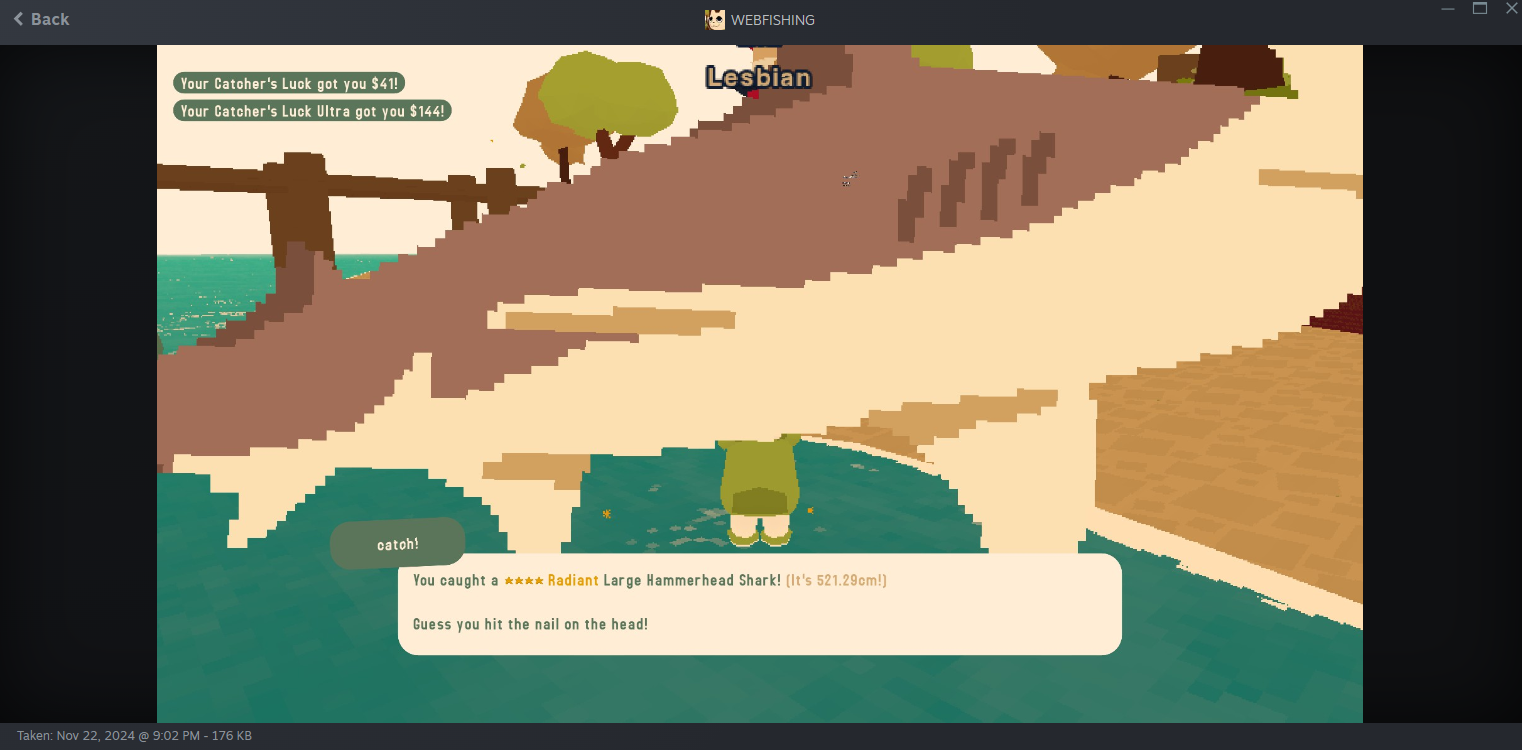 Back
WEBFISHING
Lesbian
Your Catcher's Luck got you $41!
Your Catcher's Luck Ultra got you $144!
catch!
You caught a ★★★★ Radiant Large Hammerhead Shark! (It's 521.29cm!)
Guess you hit the nail on the head!
Taken: Nov 22, 2024 @ 9:02 PM - 176 KB